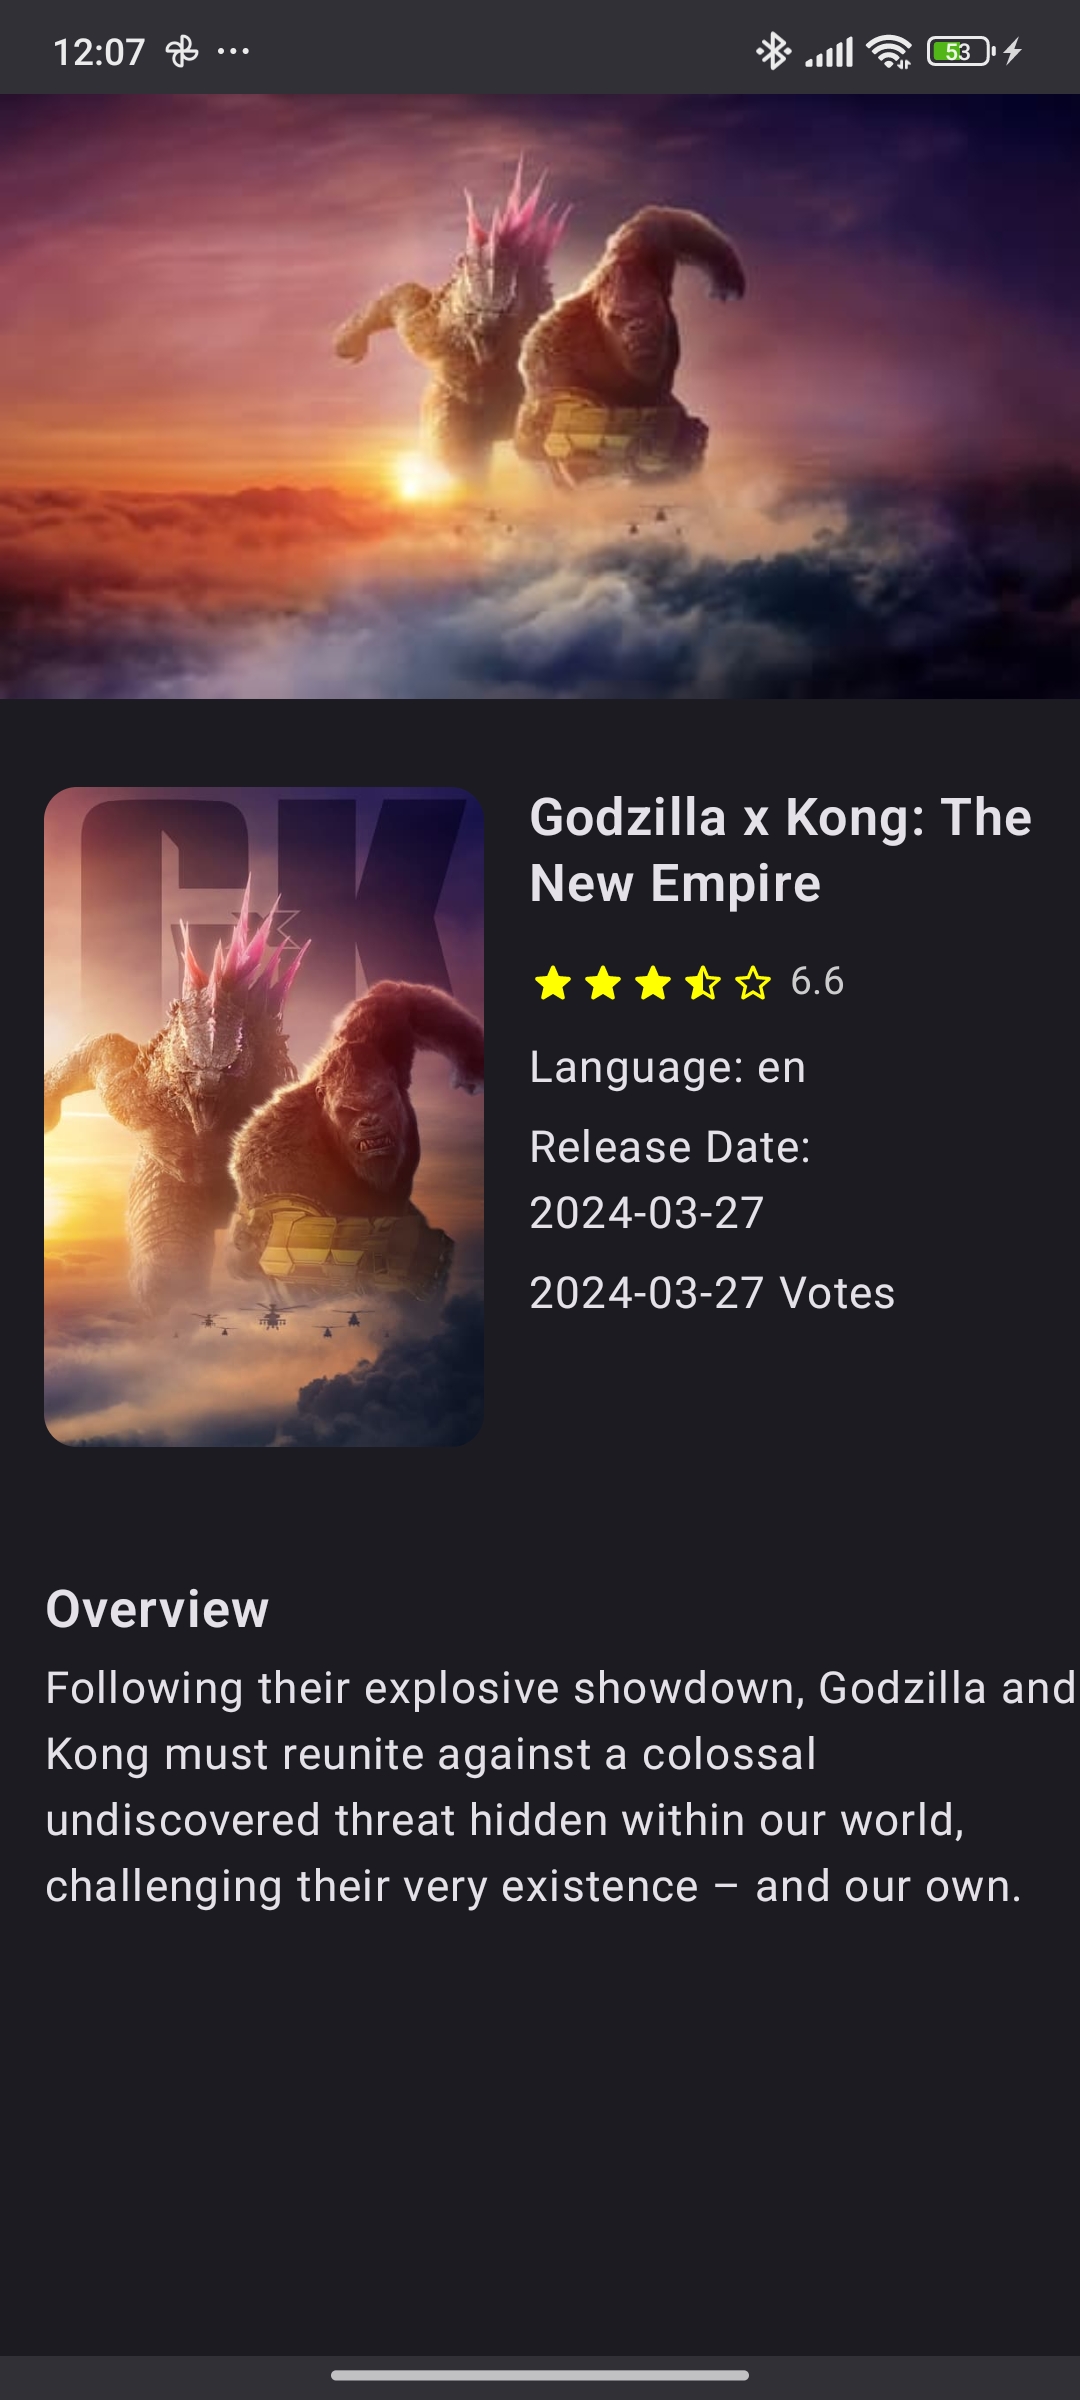 12:07
53
GK
Godzilla x Kong: The
New Empire
6.6
Language: en
Release Date:
2024-03-27
2024-03-27 Votes
Overview
Following their explosive showdown, Godzilla and
Kong must reunite against a colossal
undiscovered threat hidden within our world,
challenging their very existence – and our own.